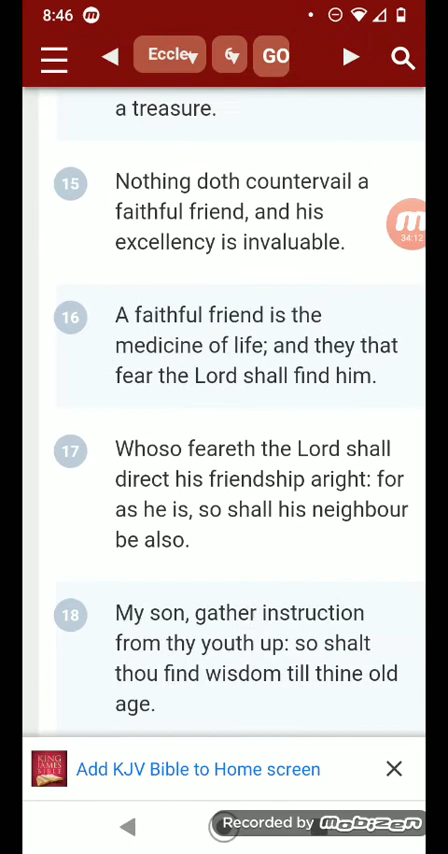 8:46
Eccle
6
GO
a treasure.
15
Nothing doth countervail a
faithful friend, and his
excellency is invaluable.
34:12
16
A faithful friend is the
medicine of life; and they that
fear the Lord shall find him.
17
Whoso feareth the Lord shall
direct his friendship aright: for
as he is, so shall his neighbour
be also.
18
My son, gather instruction
from thy youth up: so shalt
thou find wisdom till thine old
age.
KING
JAMES
BIBLE
Add KJV Bible to Home screen
Recorded by mobizen